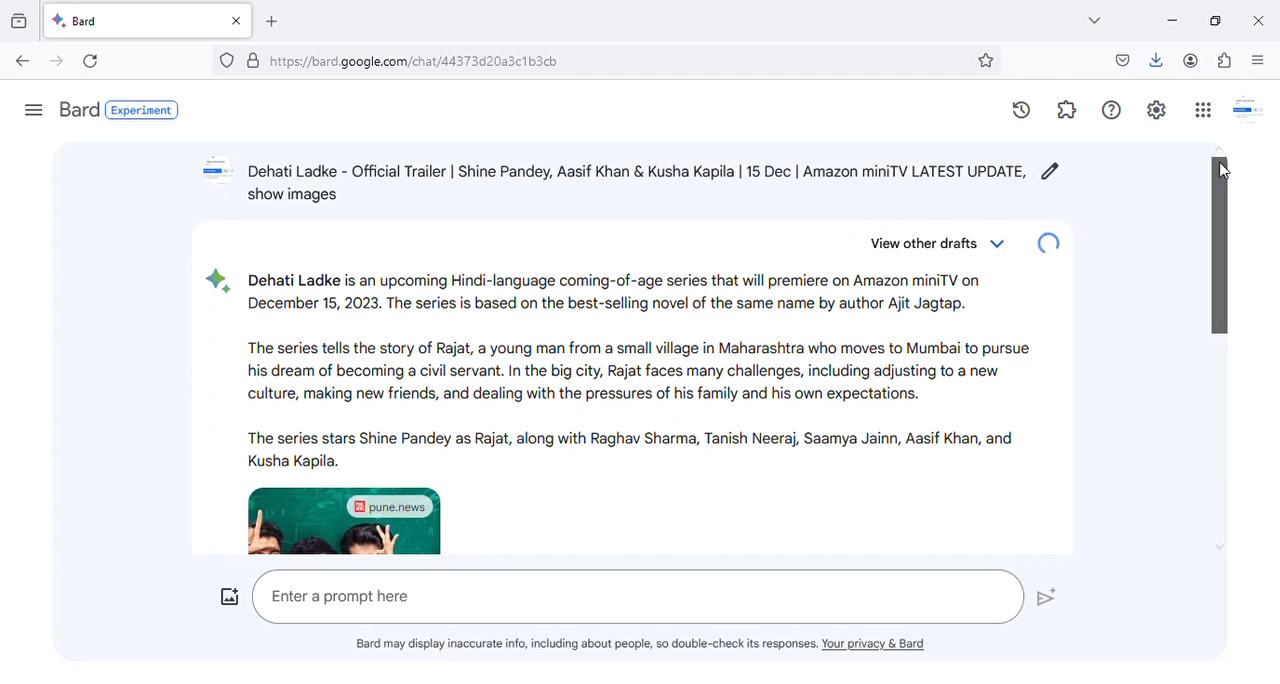 Bard
https://bard.google.com/chat/44373d20a3c1b3cb
Bard Experiment
Dehati Ladke - Official Trailer | Shine Pandey, Aasif Khan & Kusha Kapila | 15 Dec | Amazon miniTV LATEST UPDATE,
show images
View other drafts
Dehati Ladke is an upcoming Hindi-language coming-of-age series that will premiere on Amazon miniTV on
December 15, 2023. The series is based on the best-selling novel of the same name by author Ajit Jagtap.
The series tells the story of Rajat, a young man from a small village in Maharashtra who moves to Mumbai to pursue
his dream of becoming a civil servant. In the big city, Rajat faces many challenges, including adjusting to a new
culture, making new friends, and dealing with the pressures of his family and his own expectations.
The series stars Shine Pandey as Rajat, along with Raghav Sharma, Tanish Neeraj, Saamya Jainn, Aasif Khan, and
Kusha Kapila.
pune.news
Enter a prompt here
Bard may display inaccurate info, including about people, so double-check its responses. Your privacy & Bard